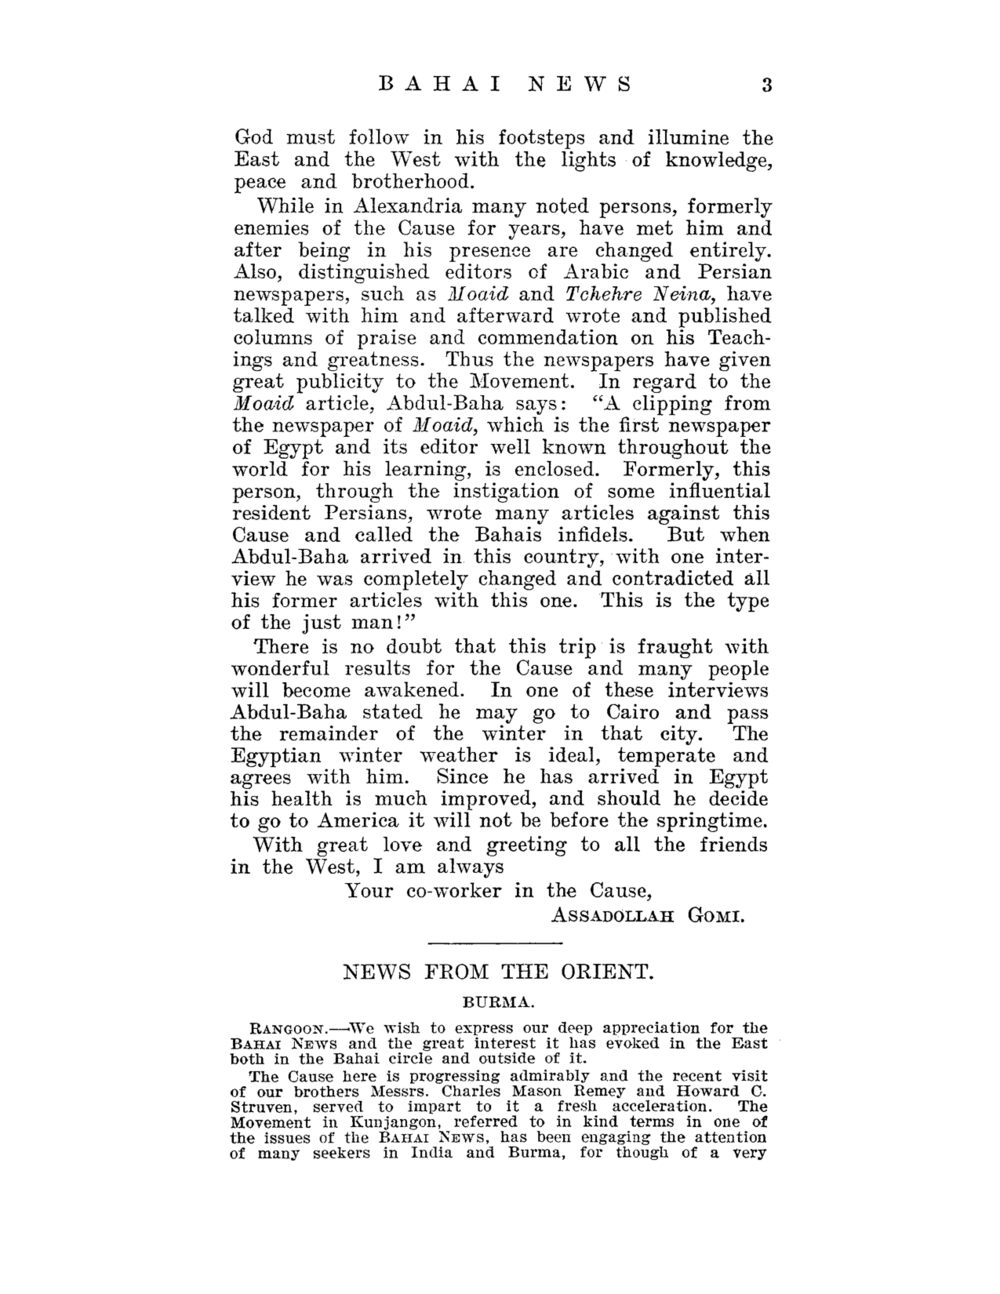 BAHAI NEWS 3
God must follow in his footsteps and illumine the
East and the West with the lights of knowledge,
peace and brotherhood.
While in Alexandria many noted persons, formerly
enemies of the Cause for years, have met him and
after being in his presence are changed entirely.
Also, distinguished editors of Arabic and Persian
newspapers, such as Moaid and Tchehre Neina, have
talked with him and afterward wrote and published
columns of praise and commendation on his Teach-
ings and greatness. Thus the newspapers have given
great publicity to the Movement. In regard to the
Moaid article, Abdul-Baha says: “A clipping from
the newspaper of Moaid, which is the first newspaper
of Egypt and its editor well known throughout the
world for his learning, is enclosed. Formerly, this
person, through the instigation of some influential
resident Persians, wrote many articles against this
Cause and called the Bahais infidels. But when
Abdul-Baha arrived in this country, with one inter-
view he was completely changed and contradicted all
his former articles with this one. This is the type
of the just man!”
There is no doubt that this trip is fraught with
wonderful results for the Cause and many people
will become awakened. In one of these interviews
Abdul-Baha stated he may go to Cairo and pass
the remainder of the winter in that city. The
Egyptian winter weather is ideal, temperate and
agrees with him. Since he has arrived in Egypt
his health is much improved, and should he decide
to go to America it will not be before the springtime.
With great love and greeting to all the friends
in the West, I am always
Your co-worker in the Cause,
ASSADOLLAH GOMI.
NEWS FROM THE ORIENT.
BURMA.
RANGOON.—We wish to express our deep appreciation for the
BAHAI NEWS and the great interest it has evoked in the East
both in the Bahai circle and outside of it.
The Cause here is progressing admirably and the recent visit
of our brothers Messrs. Charles Mason Remey and Howard C.
Struven, served to impart to it a fresh acceleration. The
Movement in Kunjangon, referred to in kind terms in one of
the issues of the BAHAI NEWS, has been engaging the attention
of many seekers in India and Burma, for though of a very